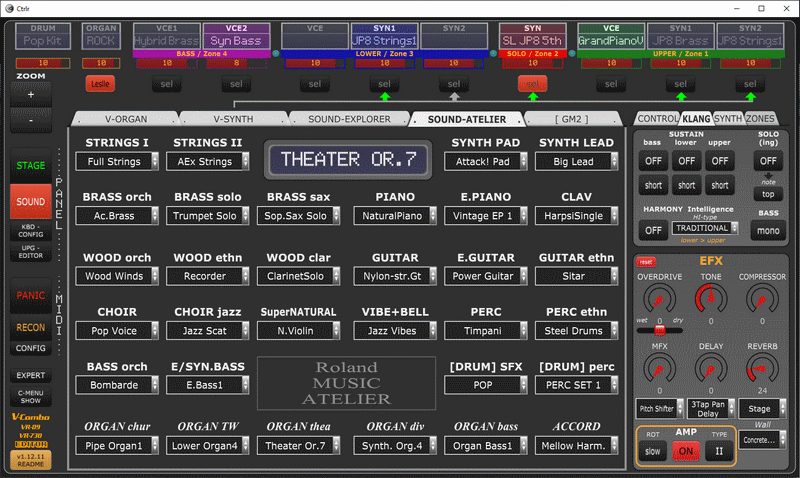 Ctrlr
DRUM ORGAN VCE1 VCE2 VCE SYN1 SYN2 SYN VCE SYN1 SYN2
Pop Kit ROCK Hybrid Brass Syn Bass JP8 Strings1 SL JP8 5th GrandPianoV JP8 Brass JP8 Strings1
BASS / Zone 4 LOWER / Zone 3 SOLO / Zone 2 UPPER / Zone 1
10 10 10 8 10 10 10 10 10 10 10
ZOOM
Leslie sel sel sel sel sel sel sel sel sel
+
-
V-ORGAN V-SYNTH SOUND-EXPLORER SOUND-ATELIER [ GM2 ]
CONTROL KLANG SYNTH ZONES
STAGE
SOUND
KBD - CONFIG
UPG - EDITOR
PANIC
RECON
CONFIG
EXPERT
C-MENU SHOW
PANEL
MIDI
V-Combo
VR-09
VR-730
EDITOR
v1.12.11
README
STRINGS I STRINGS II THEATER OR.7 SYNTH PAD SYNTH LEAD
Full Strings AEx Strings Attack! Pad Big Lead
BRASS orch BRASS solo BRASS sax PIANO E.PIANO CLAV
Ac.Brass Trumpet Solo Sop.Sax Solo NaturalPiano Vintage EP 1 HarpsiSingle
WOOD orch WOOD ethn WOOD clar GUITAR E.GUITAR GUITAR ethn
Wood Winds Recorder ClarinetSolo Nylon-str.Gt Power Guitar Sitar
CHOIR CHOIR jazz SuperNATURAL VIBE+BELL PERC PERC ethn
Pop Voice Jazz Scat N.Violin Jazz Vibes Timpani Steel Drums
BASS orch E/SYN.BASS Roland [DRUM] SFX [DRUM] perc
MUSIC
Bombarde E.Bass1 ATELIER POP PERC SET 1
ORGAN chur ORGAN TW ORGAN thea ORGAN div ORGAN bass ACCORD
Pipe Organ1 Lower Organ4 Theater Or.7 Synth. Org.4 Organ Bass1 Mellow Harm.
SUSTAIN SOLO
bass lower upper (ing)
OFF OFF OFF OFF
note
short short short top
HARMONY Intelligence BASS
HI-type
OFF TRADITIONAL mono
lower > upper
reset EFX
OVERDRIVE TONE COMPRESSOR
0 0 0
wet dry
MFX DELAY REVERB
0 0 24
Pitch Shifter 3Tap Pan Delay Stage
ROT AMP TYPE Wall
slow ON II Concrete...